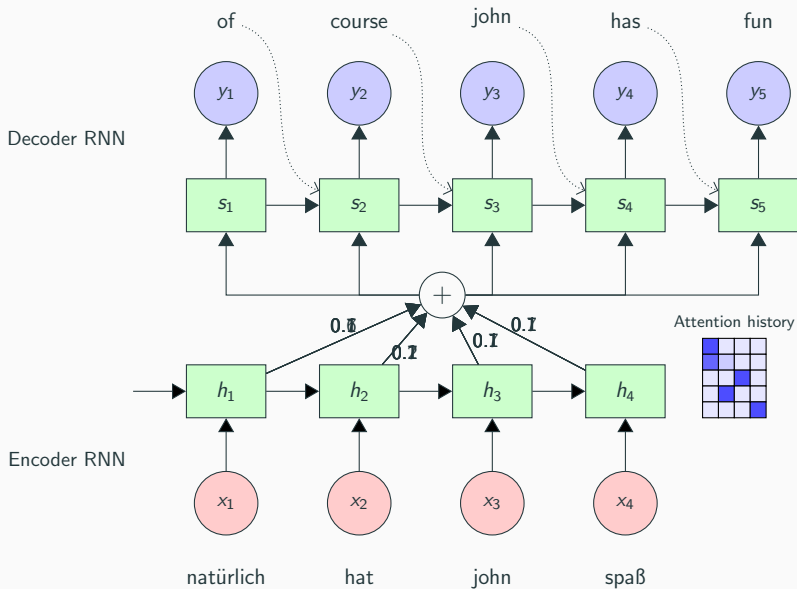 of course john has fun
y1 y2 y3 y4 y5
Decoder RNN
s1 s2 s3 s4 s5
+
Attention history
h1 h2 h3 h4
Encoder RNN
x1 x2 x3 x4
natürlich hat john spaß